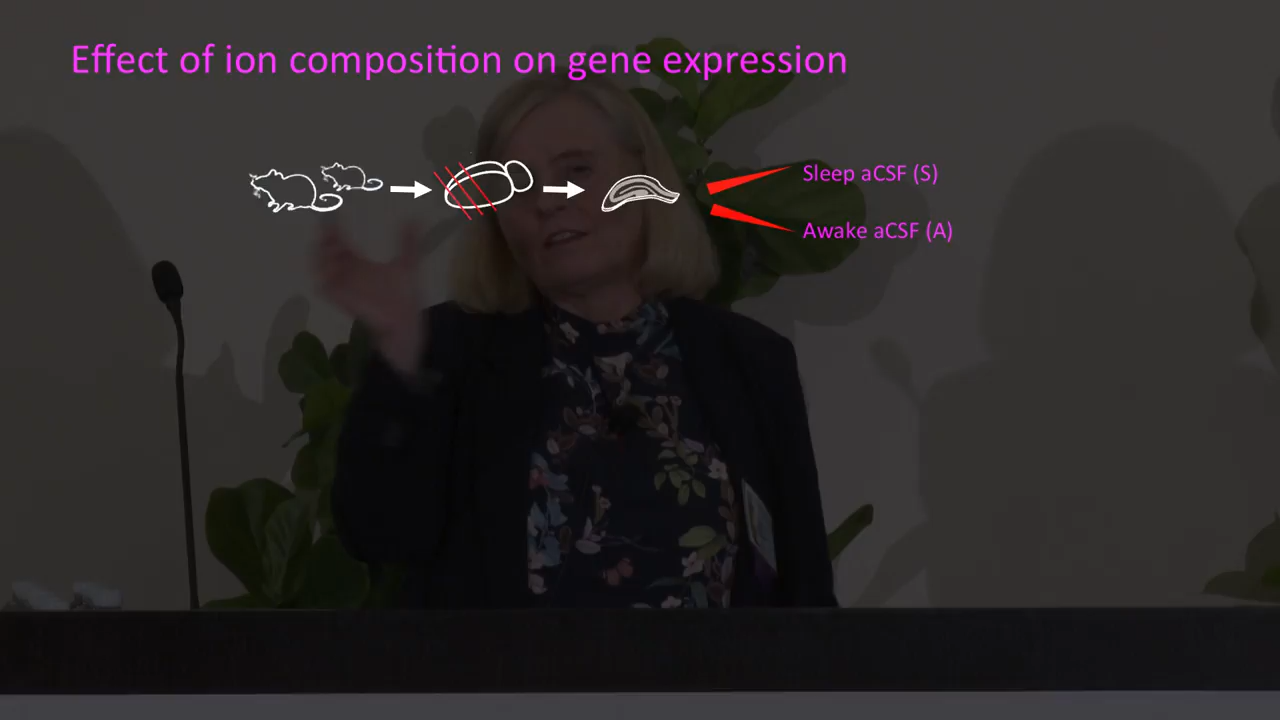 Effect of ion composition on gene expression
Sleep aCSF (S)
Awake aCSF (A)